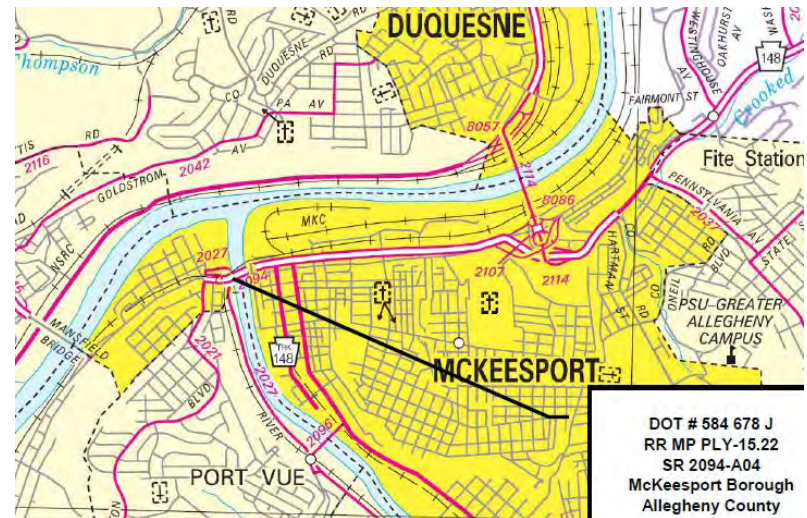 DUQUESNE
Thompson
DUQUESNE RD
CO
PA AV
RD
2116
GOLDSTROM AV
2042
NSRC
MANSFIELD
BRIDGE
8057
2114
8086
2107
2114
MKC
2027
2094
2021
BLVD
2027
RIVER
2096
THK
148
PORT VUE
MCKEESPORT
HARTMAN
ST
CO
RD
ONEIL
BLVD
RD
PENNSYLVANIA AV
2037
STATE
PSU-GREATER
ALLEGHENY
CAMPUS
Fite Station
FAIRMONT ST
Crooked
WESTINGHOUSE
AV
OAKHURST
AV
148
DOT # 584 678 J
RR MP PLY-15.22
SR 2094-A04
McKeesport Borough
Allegheny County